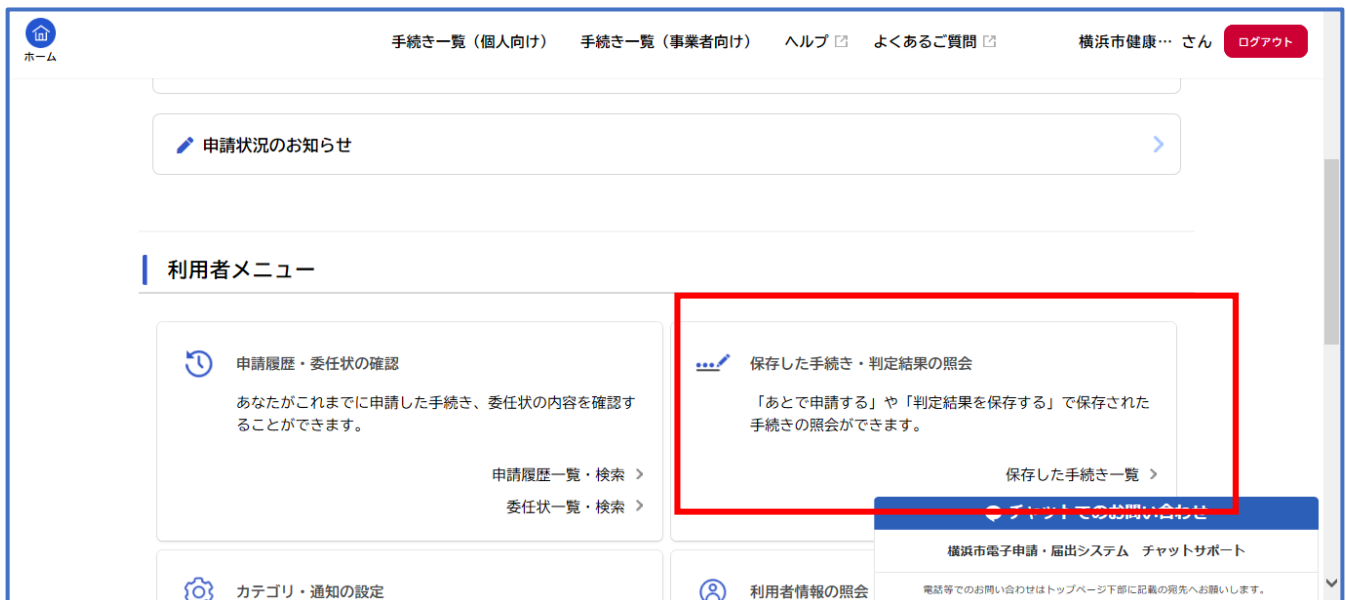 ホーム
手続き一覧（個人向け） 手続き一覧（事業者向け） ヘルプ よくあるご質問 横浜市健康… さん ログアウト
申請状況のお知らせ
利用者メニュー
申請履歴・委任状の確認
あなたがこれまでに申請した手続き、委任状の内容を確認す
ることができます。
申請履歴一覧・検索
委任状一覧・検索
保存した手続き・判定結果の照会
「あとで申請する」や「判定結果を保存する」で保存された
手続きの照会ができます。
保存した手続き一覧
カテゴリ・通知の設定
利用者情報の照会
チャットでのお問い合わせ
横浜市電子申請・届出システム チャットサポート
電話等でのお問い合わせはトップページ下部に記載の宛先へお願いします。